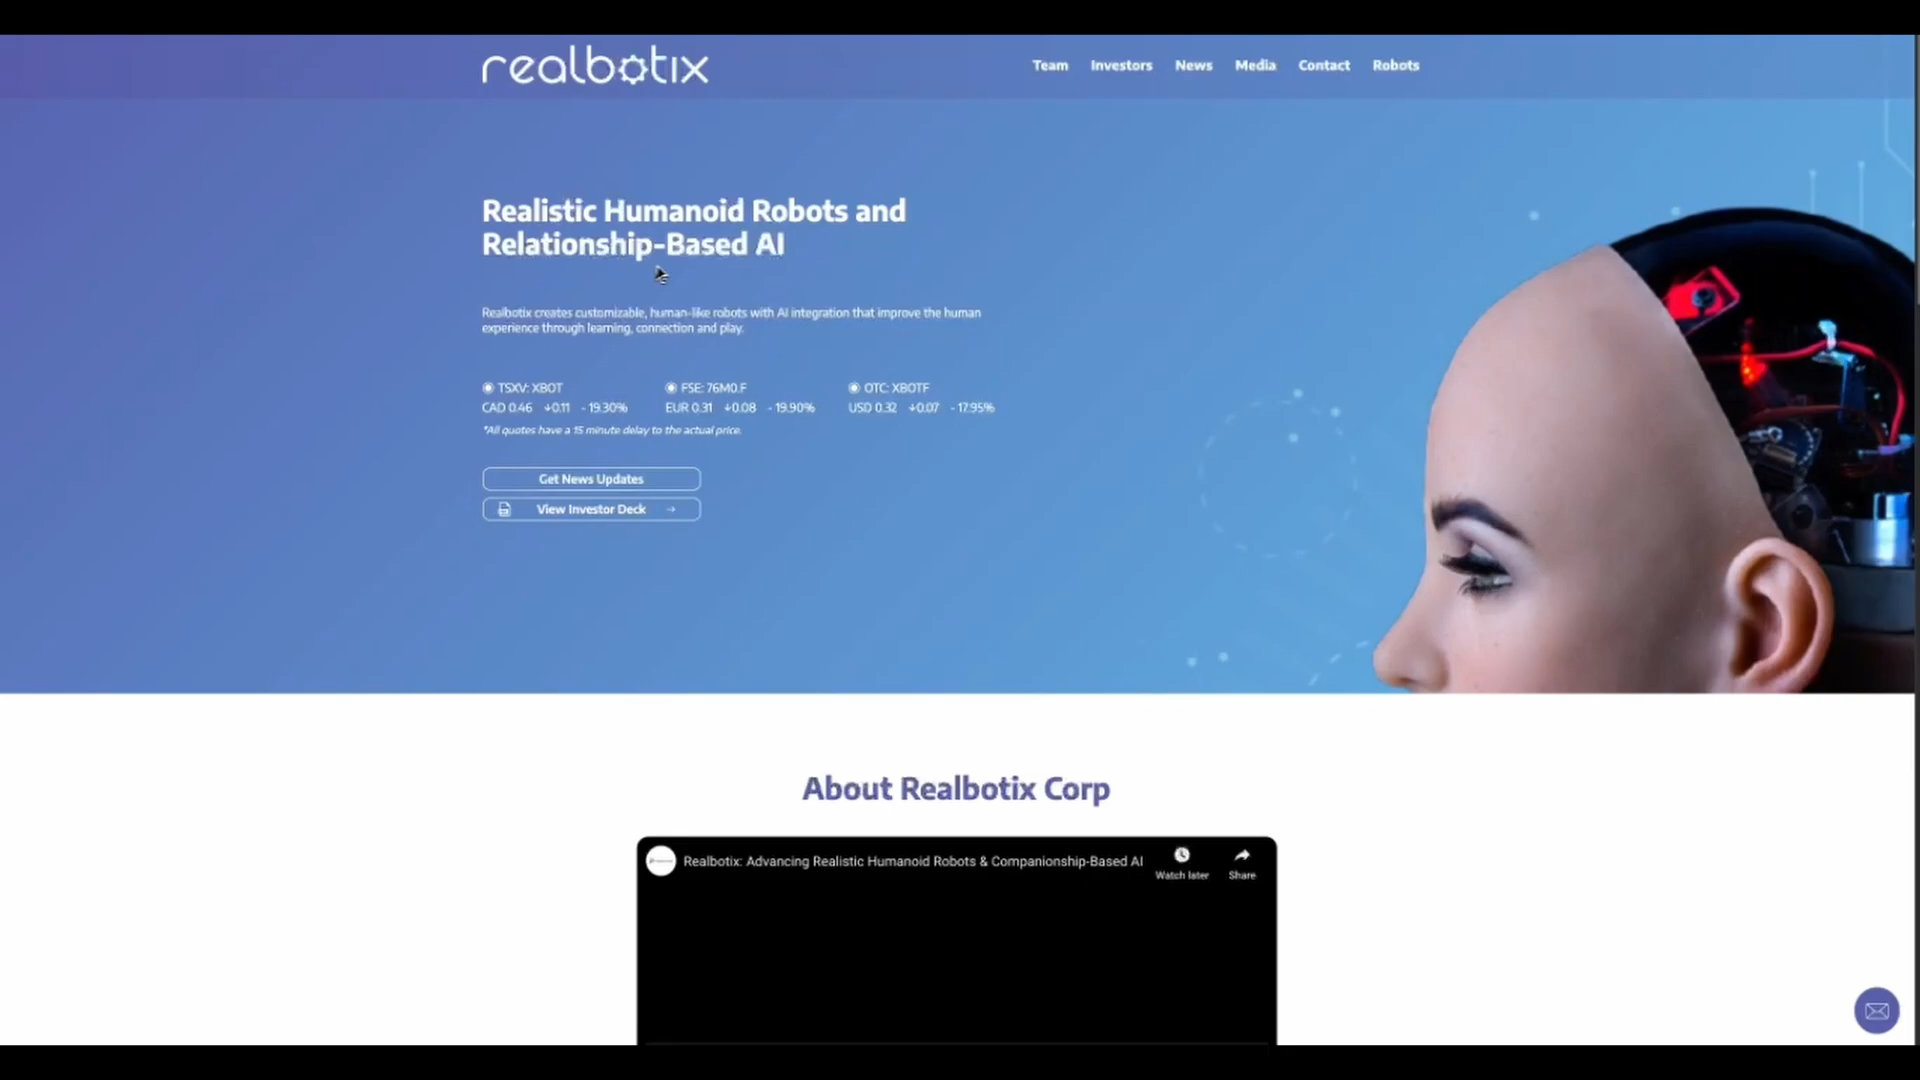 realbotix
Team Investors News Media Contact Robots
Realistic Humanoid Robots and
Relationship-Based AI
Realbotix creates customizable, human-like robots with AI integration that improve the human
experience through learning, connection and play.
TSXV: XBOT FSE: 76M0.F OTC: XBOTF
CAD 0.46 +0.11 - 19.30% EUR 0.31 +0.08 - 19.90% USD 0.32 +0.07 - 17.95%
*All quotes have a 15 minute delay to the actual price.
Get News Updates
View Investor Deck →
About Realbotix Corp
Realbotix: Advancing Realistic Humanoid Robots & Companionship-Based AI
Watch later Share